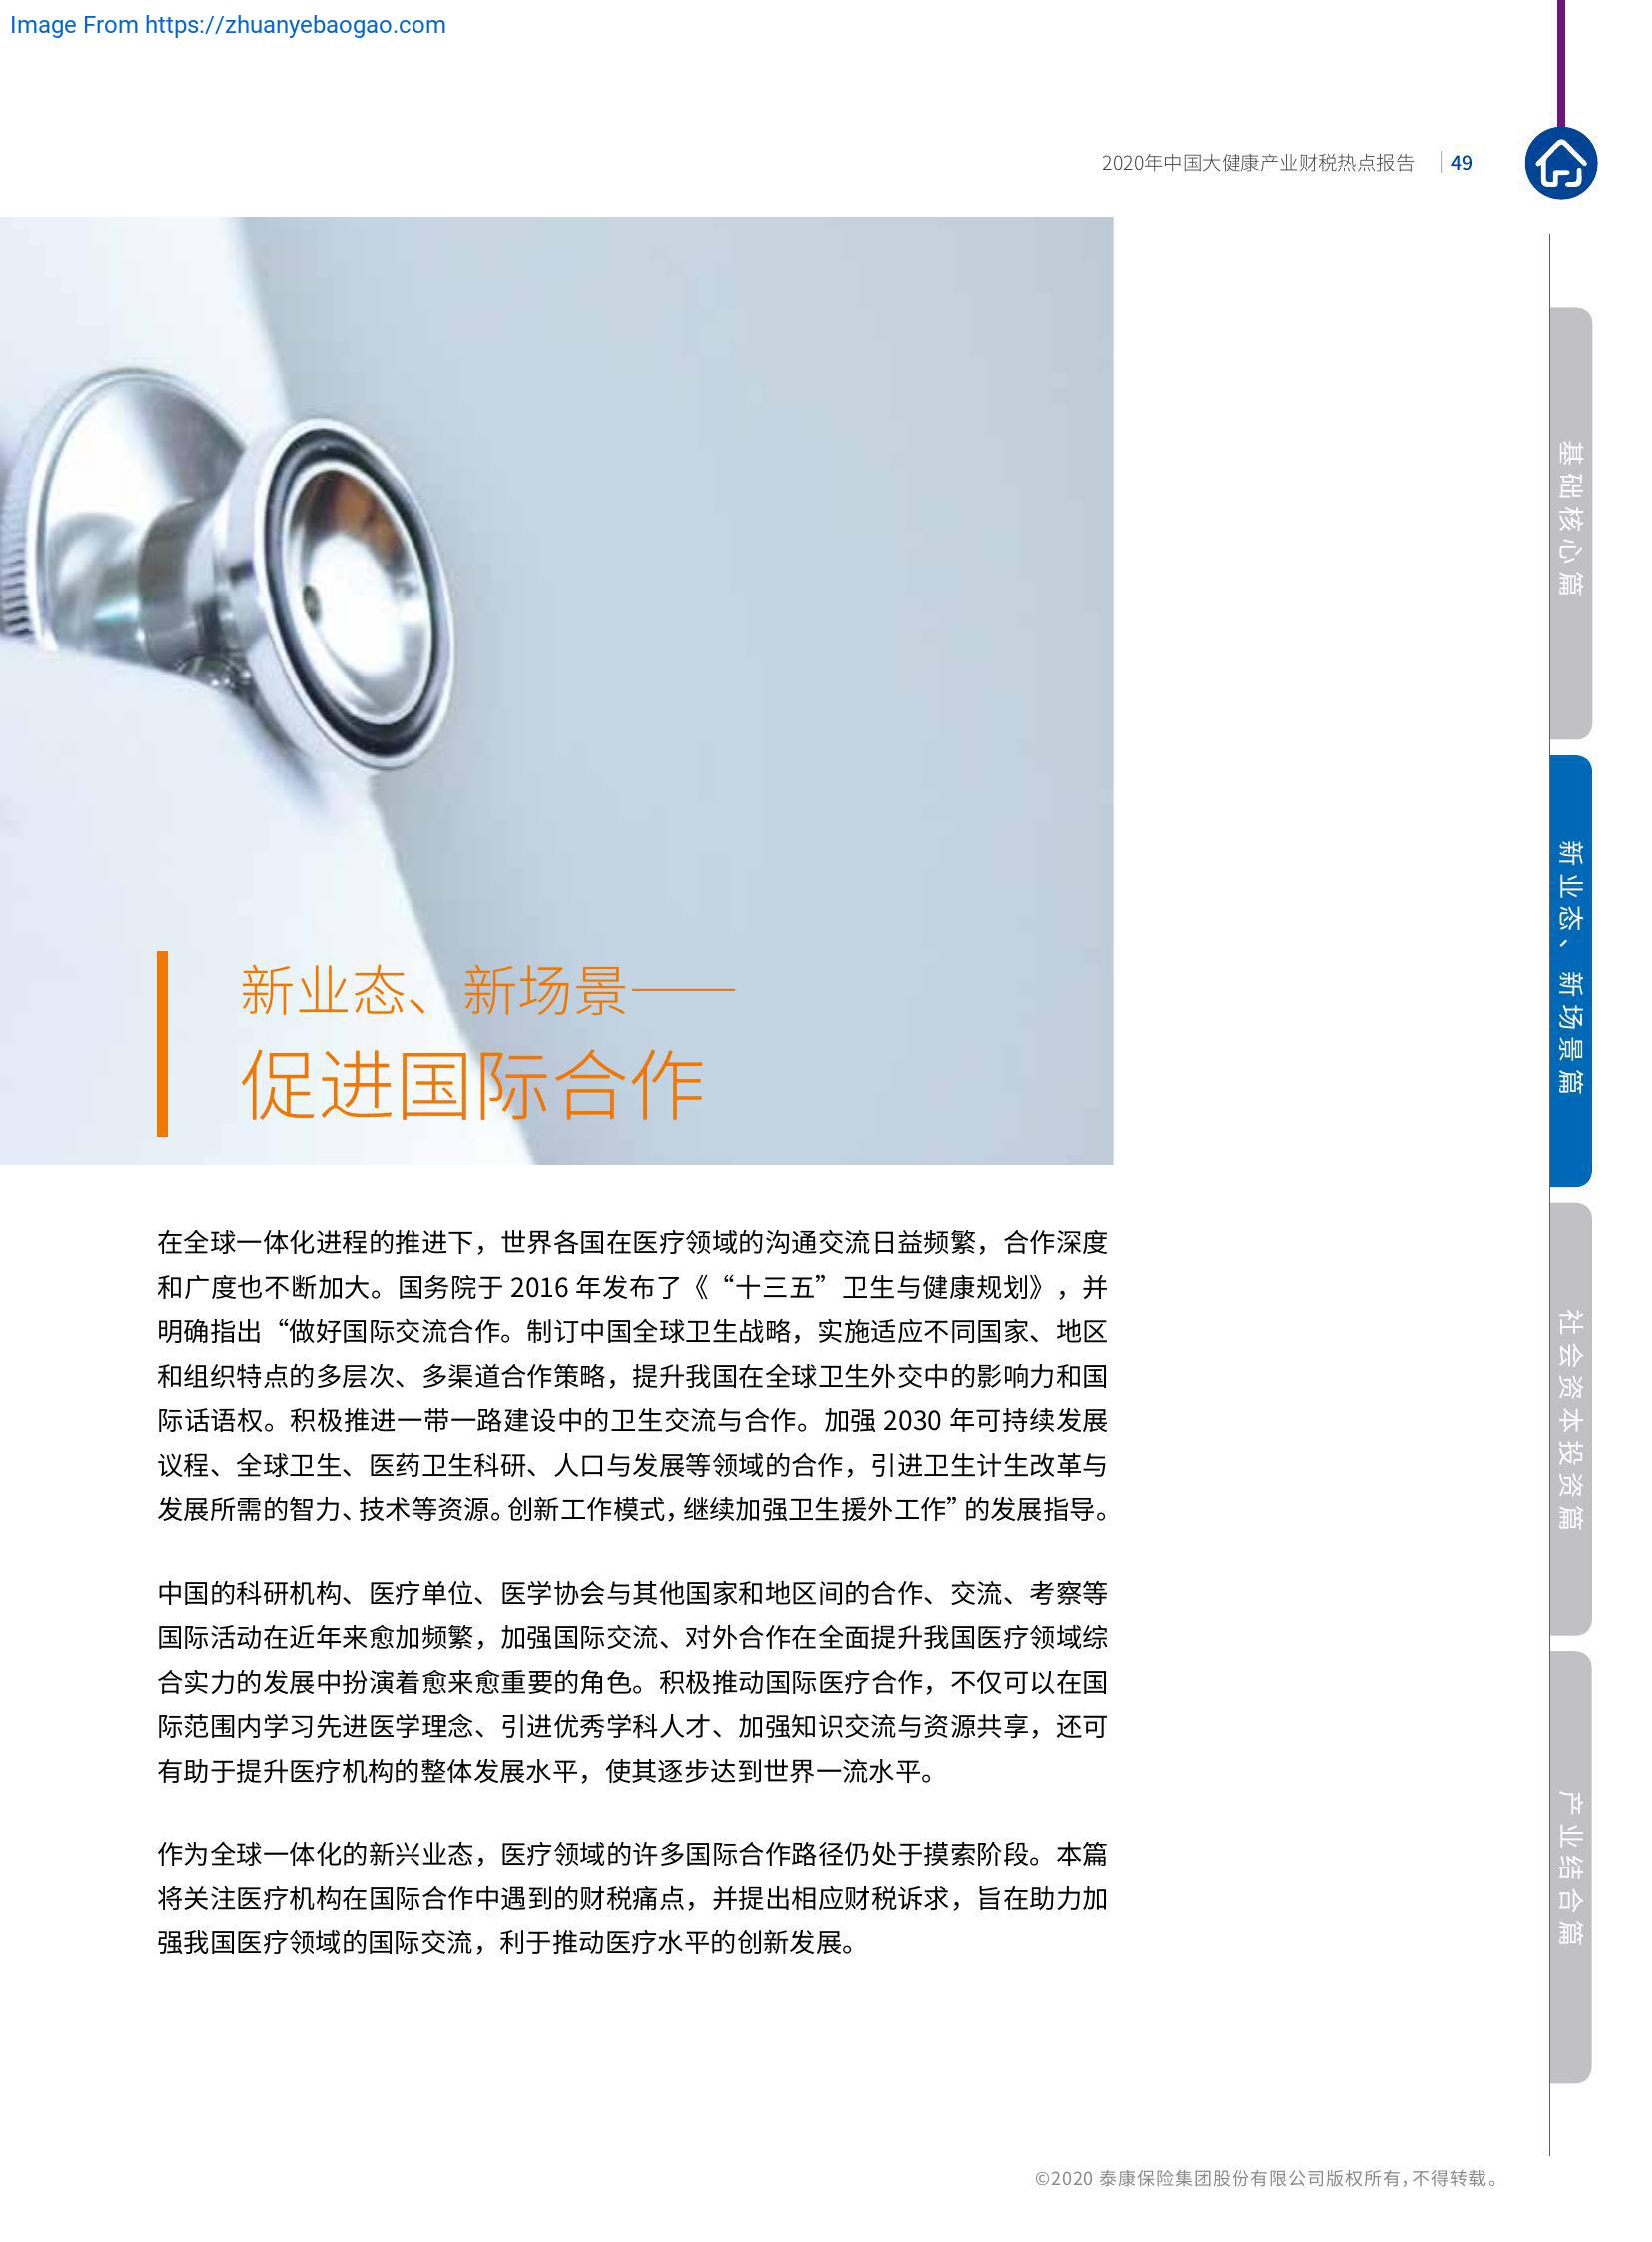 Image From https://zhuanyebaogao.com
2020年中国大健康产业财税热点报告 49
新业态、新场景——
促进国际合作
在全球一体化进程的推进下，世界各国在医疗领域的沟通交流日益频繁，合作深度
和广度也不断加大。国务院于 2016 年发布了《“十三五”卫生与健康规划》，并
明确指出“做好国际交流合作。制订中国全球卫生战略，实施适应不同国家、地区
和组织特点的多层次、多渠道合作策略，提升我国在全球卫生外交中的影响力和国
际话语权。积极推进一带一路建设中的卫生交流与合作。加强 2030 年可持续发展
议程、全球卫生、医药卫生科研、人口与发展等领域的合作，引进卫生计生改革与
发展所需的智力、技术等资源。创新工作模式，继续加强卫生援外工作”的发展指导。
中国的科研机构、医疗单位、医学协会与其他国家和地区间的合作、交流、考察等
国际活动在近年来愈加频繁，加强国际交流、对外合作在全面提升我国医疗领域综
合实力的发展中扮演着愈来愈重要的角色。积极推动国际医疗合作，不仅可以在国
际范围内学习先进医学理念、引进优秀学科人才、加强知识交流与资源共享，还可
有助于提升医疗机构的整体发展水平，使其逐步达到世界一流水平。
作为全球一体化的新兴业态，医疗领域的许多国际合作路径仍处于摸索阶段。本篇
将关注医疗机构在国际合作中遇到的财税痛点，并提出相应财税诉求，旨在助力加
强我国医疗领域的国际交流，利于推动医疗水平的创新发展。
基础核心篇
新业态、新场景篇
社会资本投资篇
产业结合篇
©2020 泰康保险集团股份有限公司版权所有，不得转载。